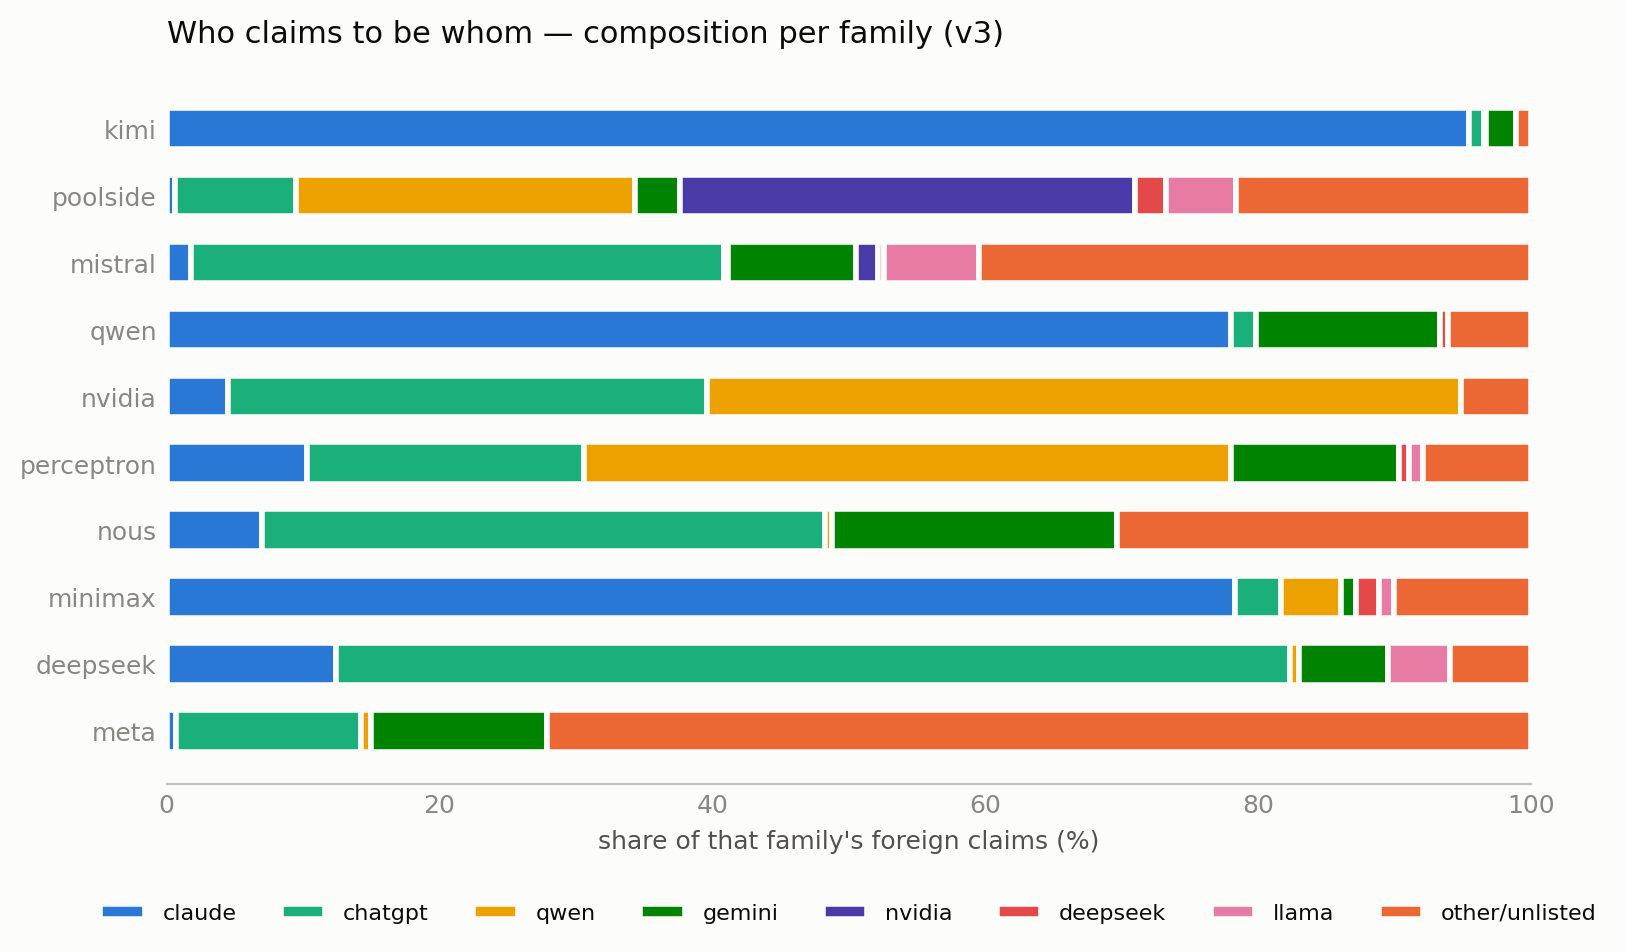 Who claims to be whom — composition per family (v3)
kimi
poolside
mistral
qwen
nvidia
perceptron
nous
minimax
deepseek
meta
0 20 40 60 80 100
share of that family's foreign claims (%)
claude chatgpt qwen gemini nvidia deepseek llama other/unlisted